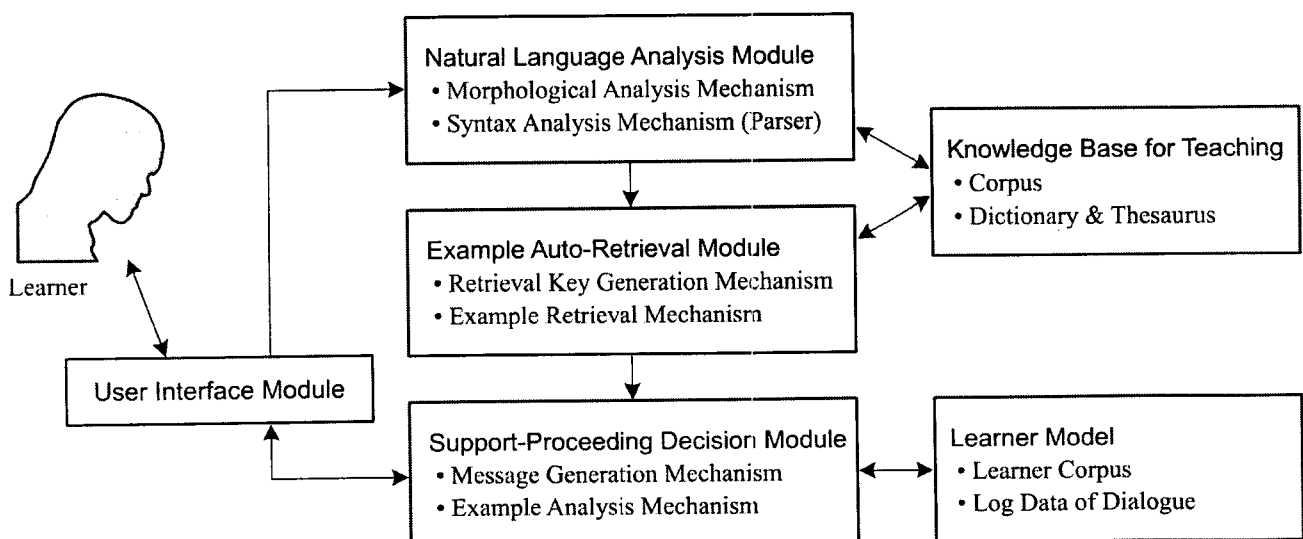 Natural Language Analysis Module
• Morphological Analysis Mechanism
• Syntax Analysis Mechanism (Parser)
Knowledge Base for Teaching
• Corpus
• Dictionary & Thesaurus
Example Auto-Retrieval Module
• Retrieval Key Generation Mechanism
• Example Retrieval Mechanism
Learner
User Interface Module
Support-Proceeding Decision Module
• Message Generation Mechanism
• Example Analysis Mechanism
Learner Model
• Learner Corpus
• Log Data of Dialogue